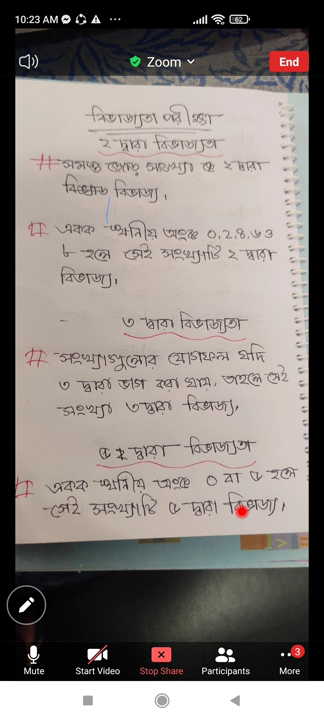 10:23 AM
62
Zoom
End
বিভাজ্যতা পরীক্ষা
২ দ্বারা বিভাজ্যতা
# সমস্ত জোড় সংখ্যা ২ দ্বারা
বিভাজ্য।
# একক স্থানীয় অংক ০,২,৪,৬ও
৮ হলে সেই সংখ্যাটি ২ দ্বারা
বিভাজ্য।
৩ দ্বারা বিভাজ্যতা
# সংখ্যাগুলোর যোগফল যদি
৩ দ্বারা ভাগ করা যায়, তাহলে সেই
সংখ্যা ৩ দ্বারা বিভাজ্য।
৫ দ্বারা বিভাজ্যতা
# একক স্থানীয় অংক ০ বা ৫ হলে
সেই সংখ্যাটি ৫ দ্বারা বিভাজ্য।
3
Mute Start Video Stop Share Participants More